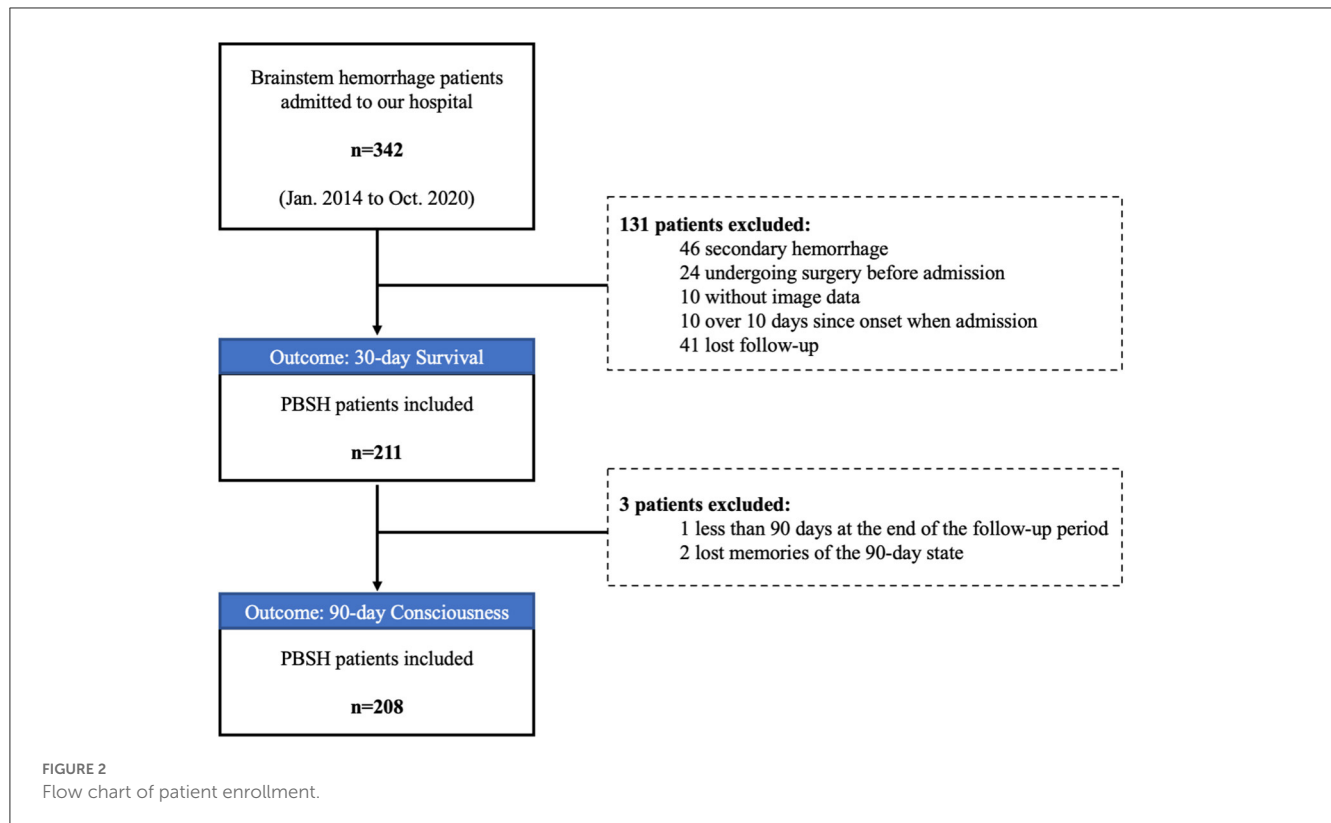 Brainstem hemorrhage patients
admitted to our hospital
n=342
(Jan. 2014 to Oct. 2020)
131 patients excluded:
46 secondary hemorrhage
24 undergoing surgery before admission
10 without image data
10 over 10 days since onset when admission
41 lost follow-up
Outcome: 30-day Survival
PBSH patients included
n=211
3 patients excluded:
1 less than 90 days at the end of the follow-up period
2 lost memories of the 90-day state
Outcome: 90-day Consciousness
PBSH patients included
n=208
FIGURE 2
Flow chart of patient enrollment.